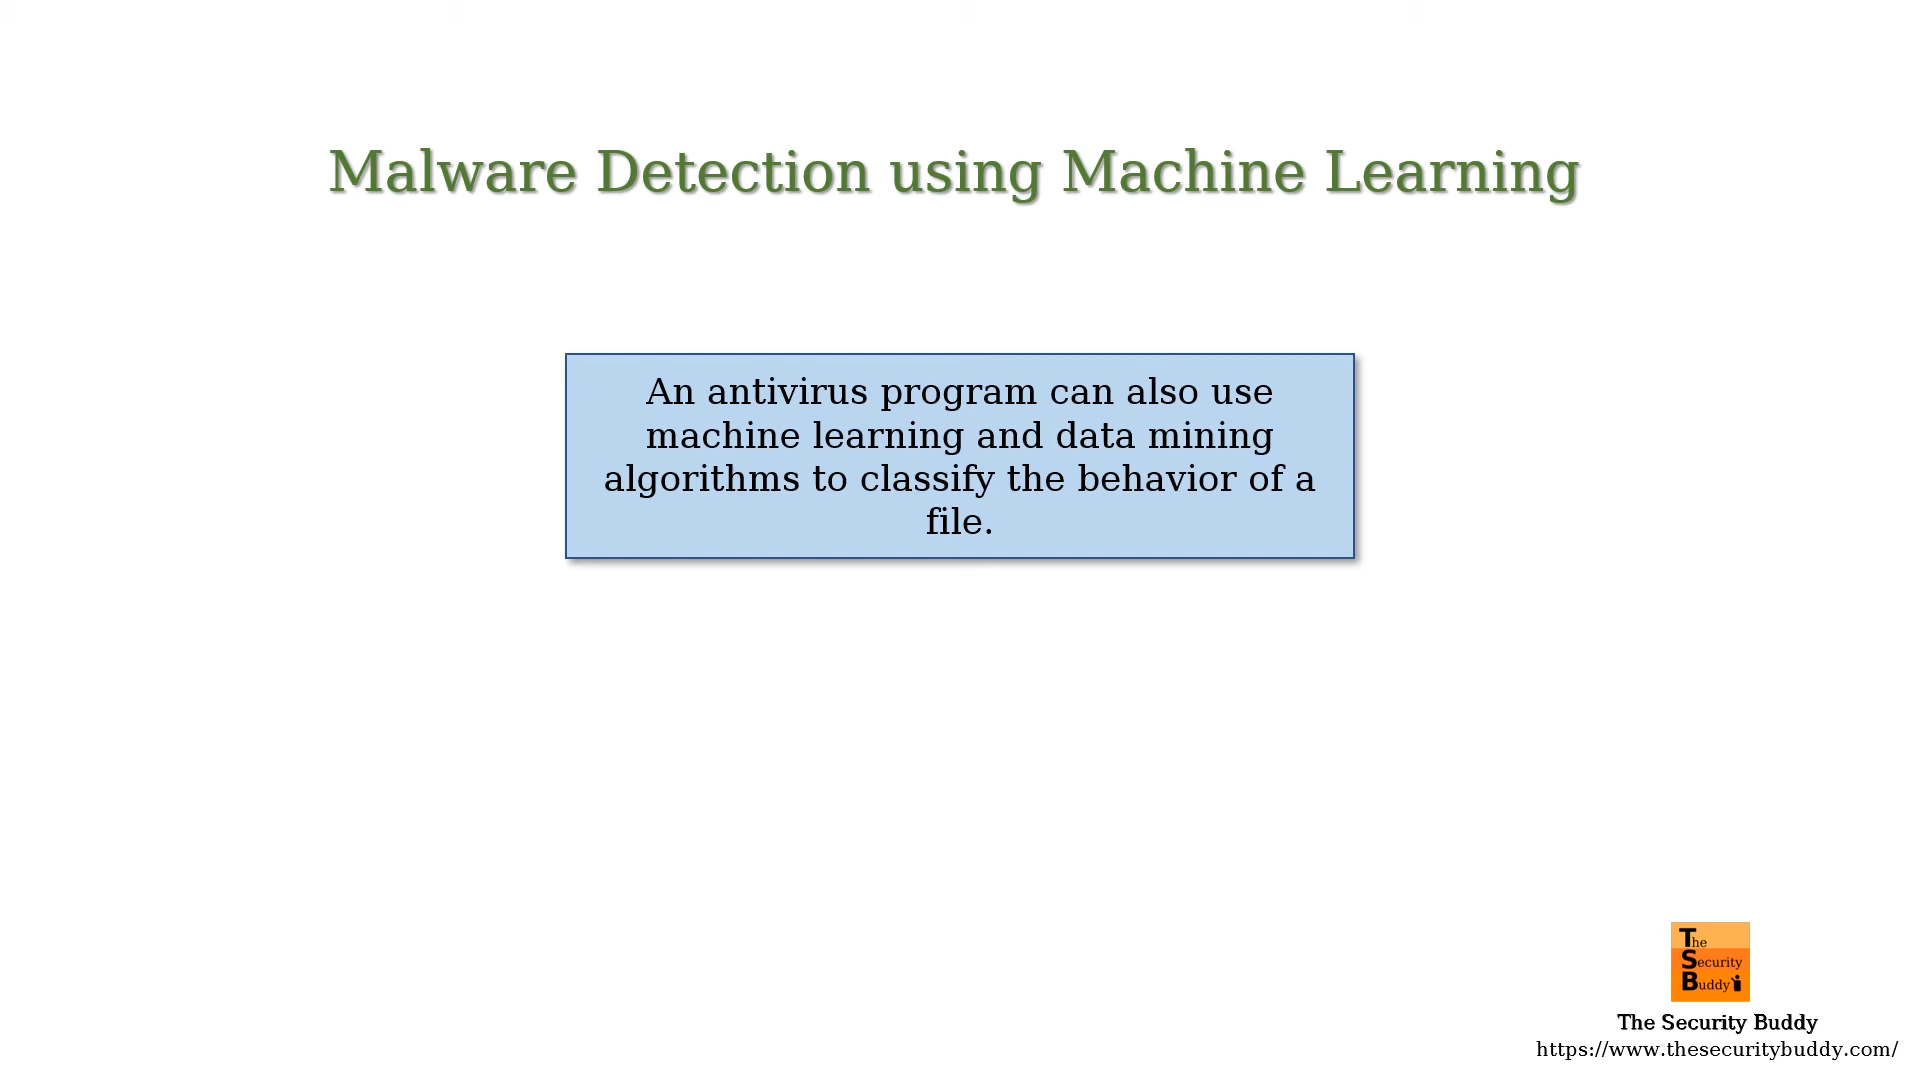 Malware Detection using Machine Learning
An antivirus program can also use
machine learning and data mining
algorithms to classify the behavior of a
file.
The
Security
Buddy
The Security Buddy
https://www.thesecuritybuddy.com/